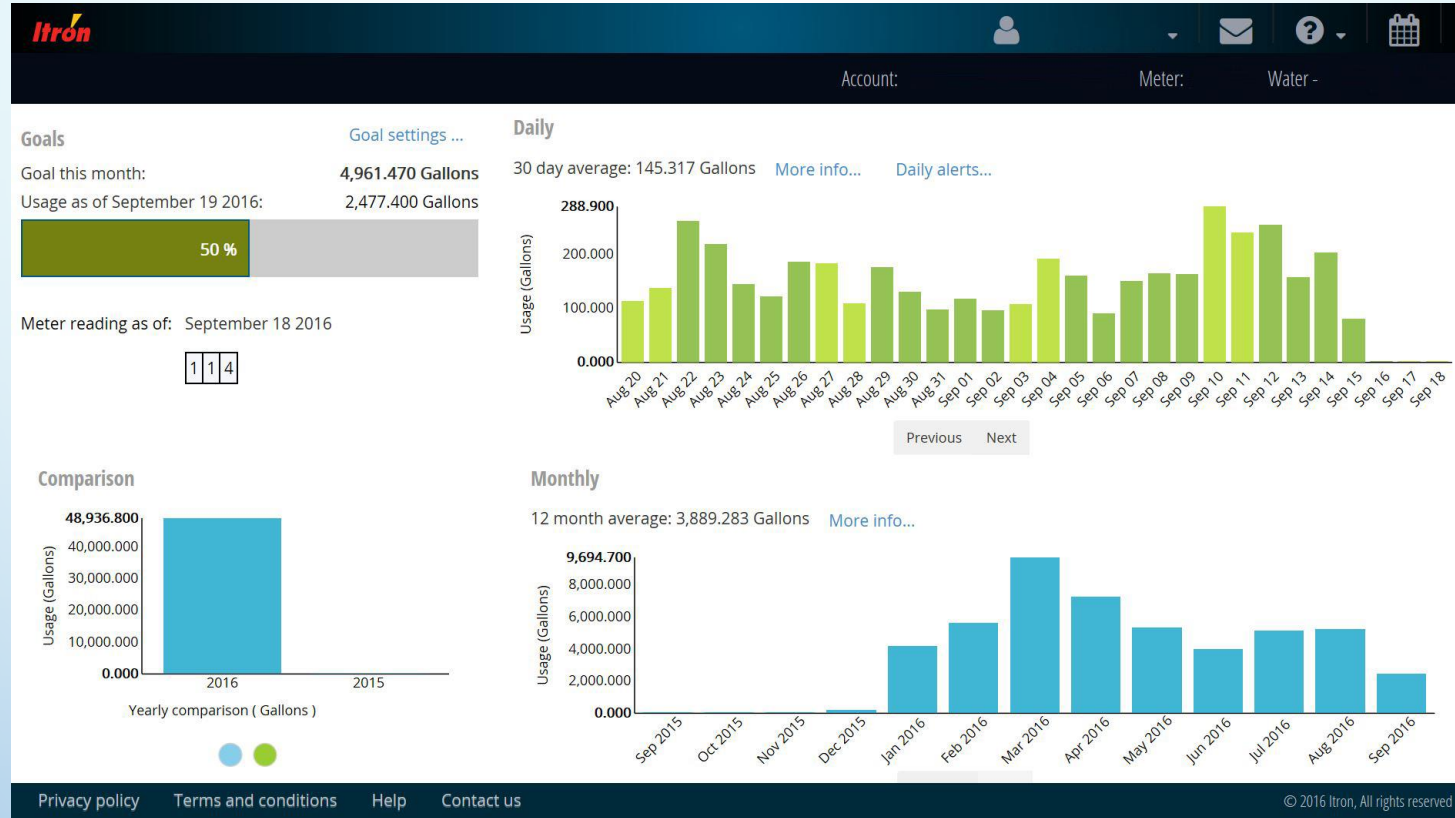 Itrón
Account: Meter: Water -
Goals Goal settings ...
Goal this month: 4,961.470 Gallons
Usage as of September 19 2016: 2,477.400 Gallons
50 %
Meter reading as of: September 18 2016
1 1 4
Daily
30 day average: 145.317 Gallons More info... Daily alerts...
Usage (Gallons)
288.900
200.000
100.000
0.000
Aug 20 Aug 21 Aug 22 Aug 23 Aug 24 Aug 25 Aug 26 Aug 27 Aug 28 Aug 29 Aug 30 Aug 31 Sep 01 Sep 02 Sep 03 Sep 04 Sep 05 Sep 06 Sep 07 Sep 08 Sep 09 Sep 10 Sep 11 Sep 12 Sep 13 Sep 14 Sep 15 Sep 16 Sep 17 Sep 18
Previous Next
Comparison
Usage (Gallons)
48,936.800
40,000.000
30,000.000
20,000.000
10,000.000
0.000
2016 2015
Yearly comparison ( Gallons )
Monthly
12 month average: 3,889.283 Gallons More info...
Usage (Gallons)
9,694.700
8,000.000
6,000.000
4,000.000
2,000.000
0.000
Sep 2015 Oct 2015 Nov 2015 Dec 2015 Jan 2016 Feb 2016 Mar 2016 Apr 2016 May 2016 Jun 2016 Jul 2016 Aug 2016 Sep 2016
Privacy policy Terms and conditions Help Contact us © 2016 Itron, All rights reserved